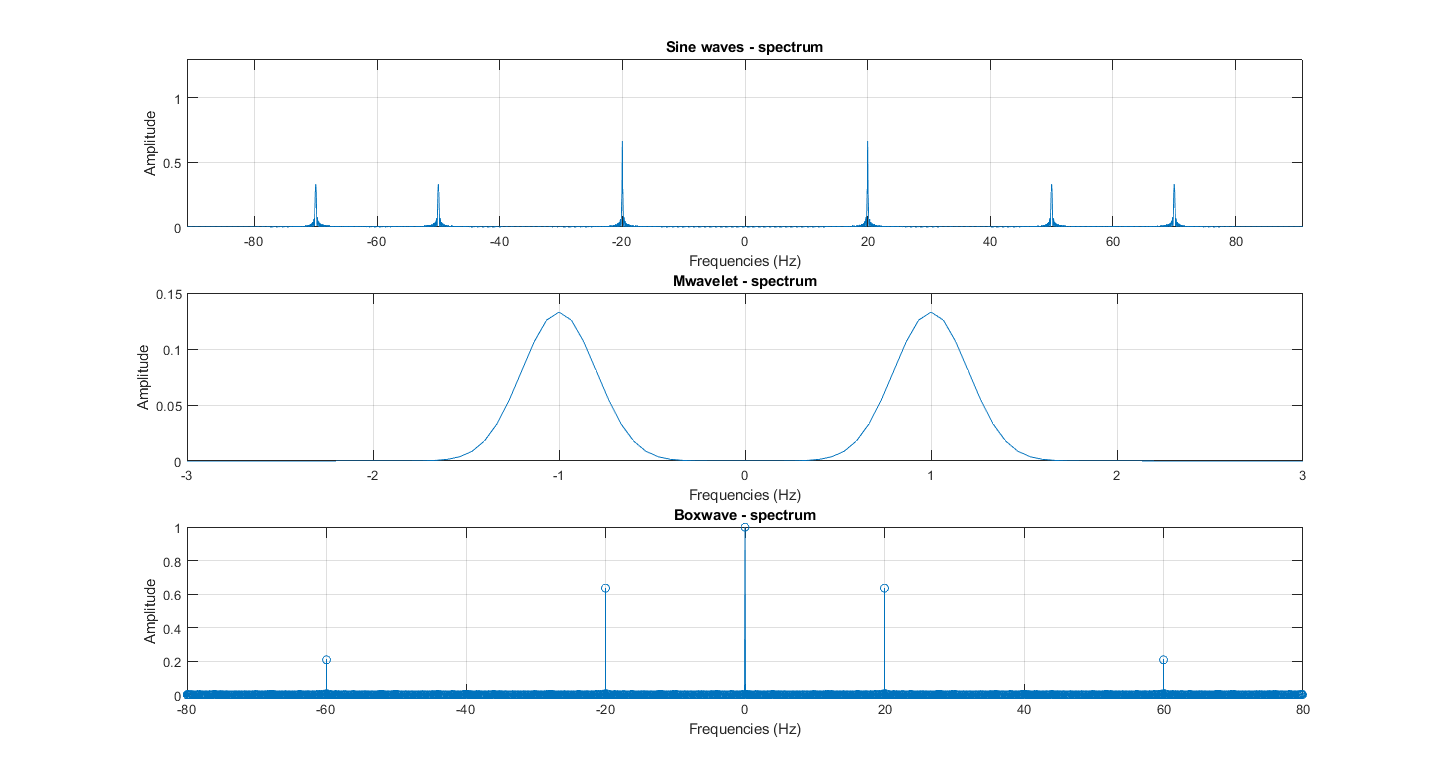 Sine waves - spectrum
1
0.5
0
Amplitude
-80 -60 -40 -20 0 20 40 60 80
Frequencies (Hz)
Mwavelet - spectrum
0.15
0.1
0.05
0
Amplitude
-3 -2 -1 0 1 2 3
Frequencies (Hz)
Boxwave - spectrum
1
0.8
0.6
0.4
0.2
0
Amplitude
-80 -60 -40 -20 0 20 40 60 80
Frequencies (Hz)